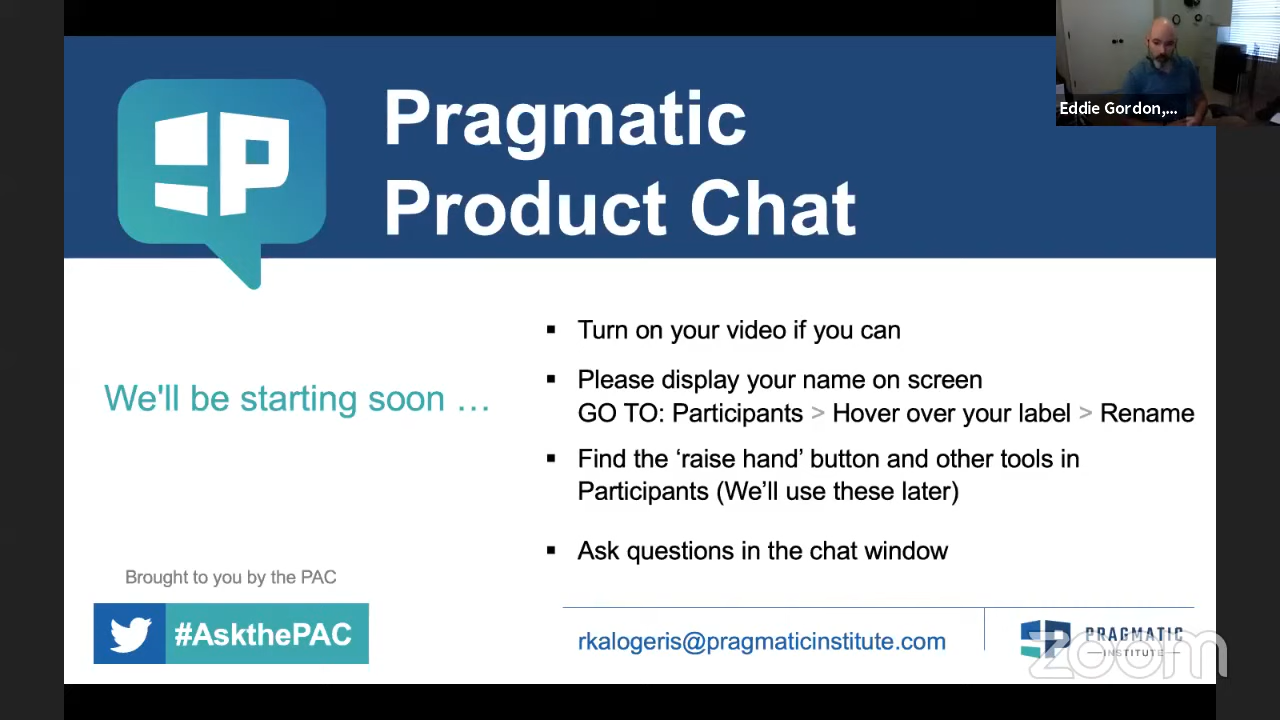 Pragmatic
Product Chat
Eddie Gordon,...
We'll be starting soon …
▪ Turn on your video if you can
▪ Please display your name on screen
GO TO: Participants > Hover over your label > Rename
▪ Find the ‘raise hand’ button and other tools in
Participants (We’ll use these later)
▪ Ask questions in the chat window
Brought to you by the PAC
#AskthePAC
rkalogeris@pragmaticinstitute.com
PRAGMATIC
INSTITUTE
zoom